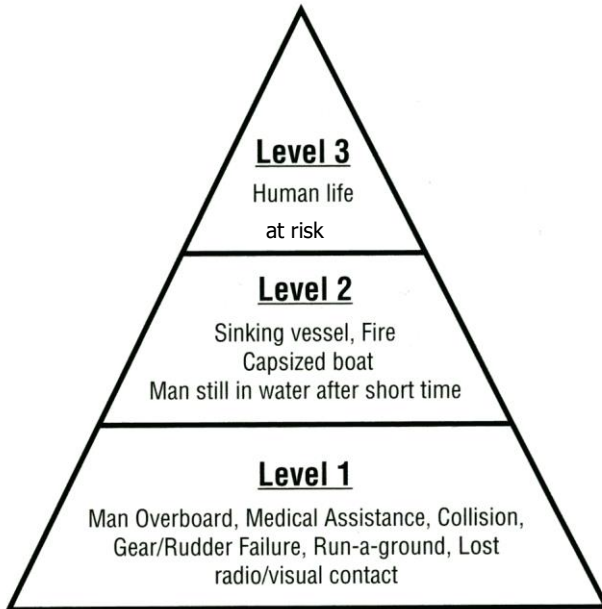 Level 3
Human life
at risk
Level 2
Sinking vessel, Fire
Capsized boat
Man still in water after short time
Level 1
Man Overboard, Medical Assistance, Collision,
Gear/Rudder Failure, Run-a-ground, Lost
radio/visual contact